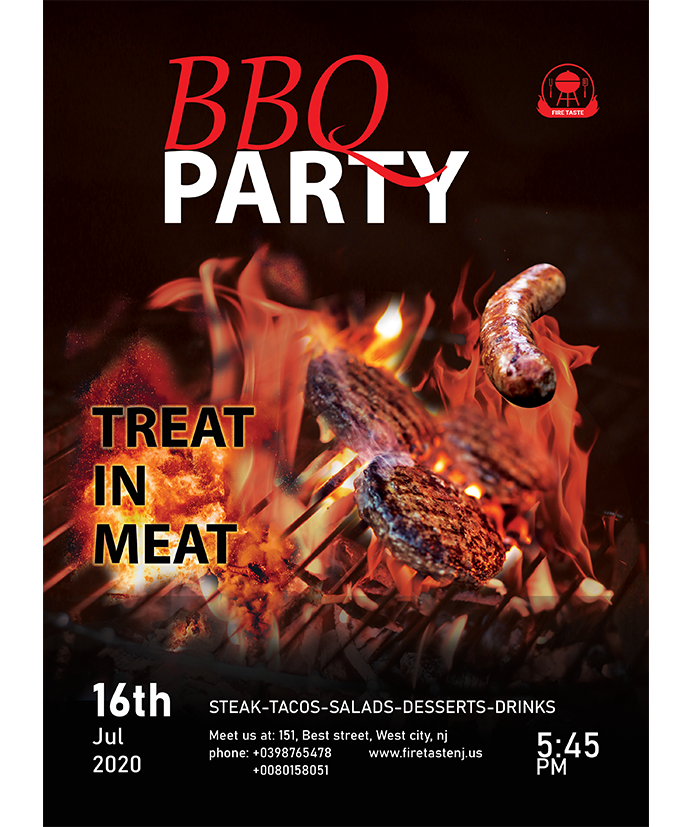 BBQ
PARTY
FIRE TASTE
TREAT
IN
MEAT
16th
Jul
2020
STEAK-TACOS-SALADS-DESSERTS-DRINKS
Meet us at: 151, Best street, West city, nj
phone: +0398765478 www.firetastenj.us
+0080158051
5:45
PM